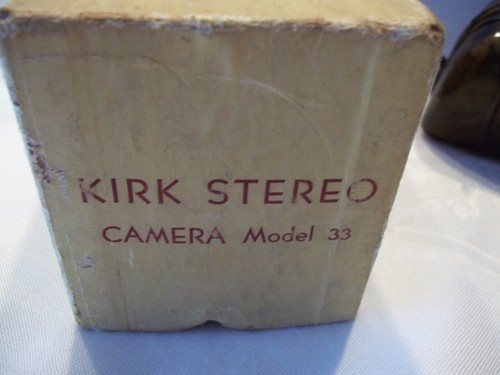 KIRK STEREO
CAMERA Model 33